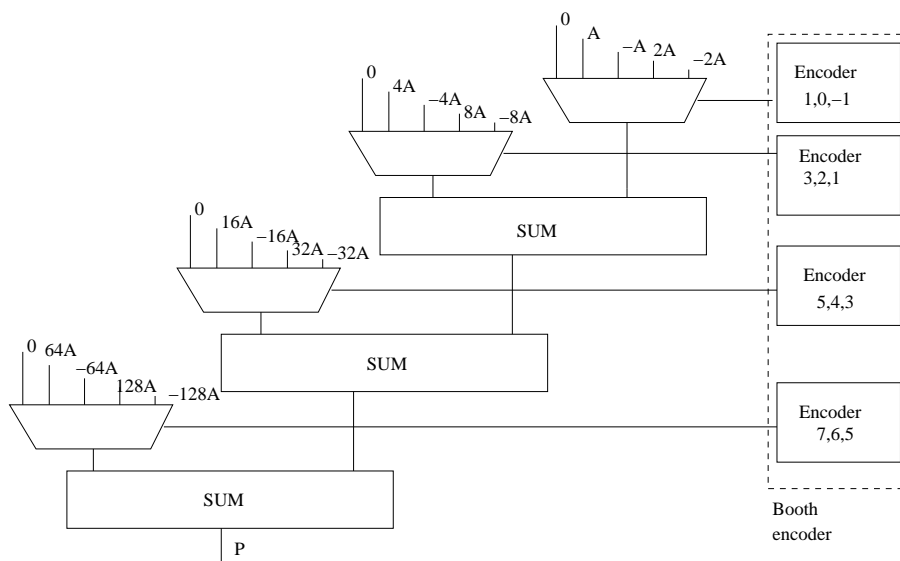 0
A
−A
2A
−2A
Encoder
1,0,−1
0
4A
−4A
8A
−8A
Encoder
3,2,1
SUM
0
16A
−16A
32A
−32A
Encoder
5,4,3
SUM
0
64A
−64A
128A
−128A
Encoder
7,6,5
SUM
Booth
encoder
P